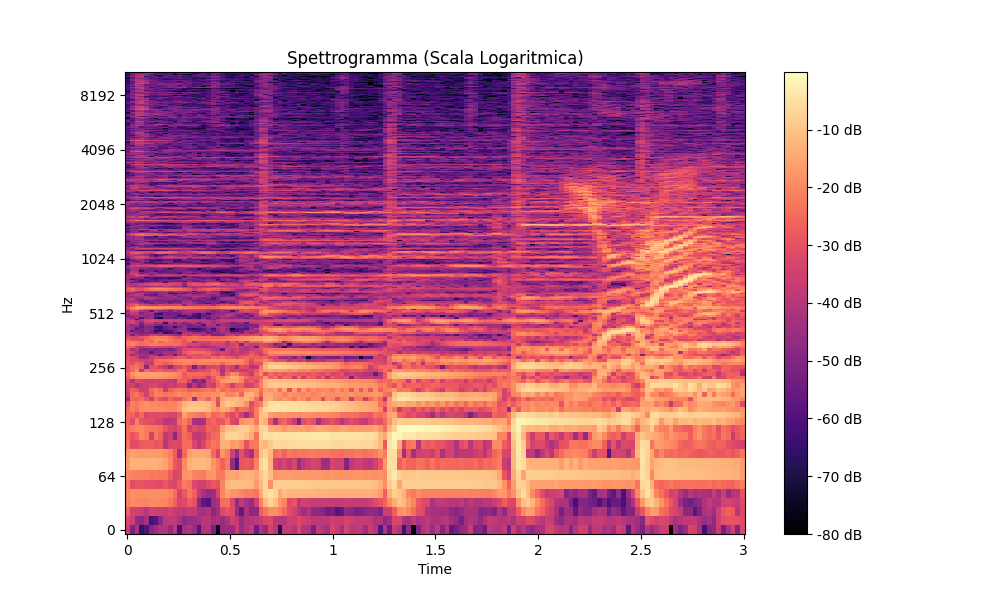 Spettrogramma (Scala Logaritmica)
8192
4096
2048
1024
512
256
128
64
0
Hz
0
0.5
1
1.5
2
2.5
3
Time
-10 dB
-20 dB
-30 dB
-40 dB
-50 dB
-60 dB
-70 dB
-80 dB